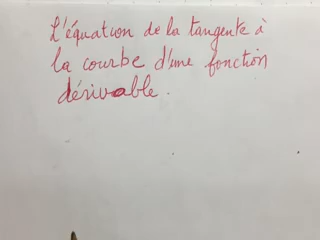 L'équation de la tangente à
la courbe d'une fonction
dérivable.